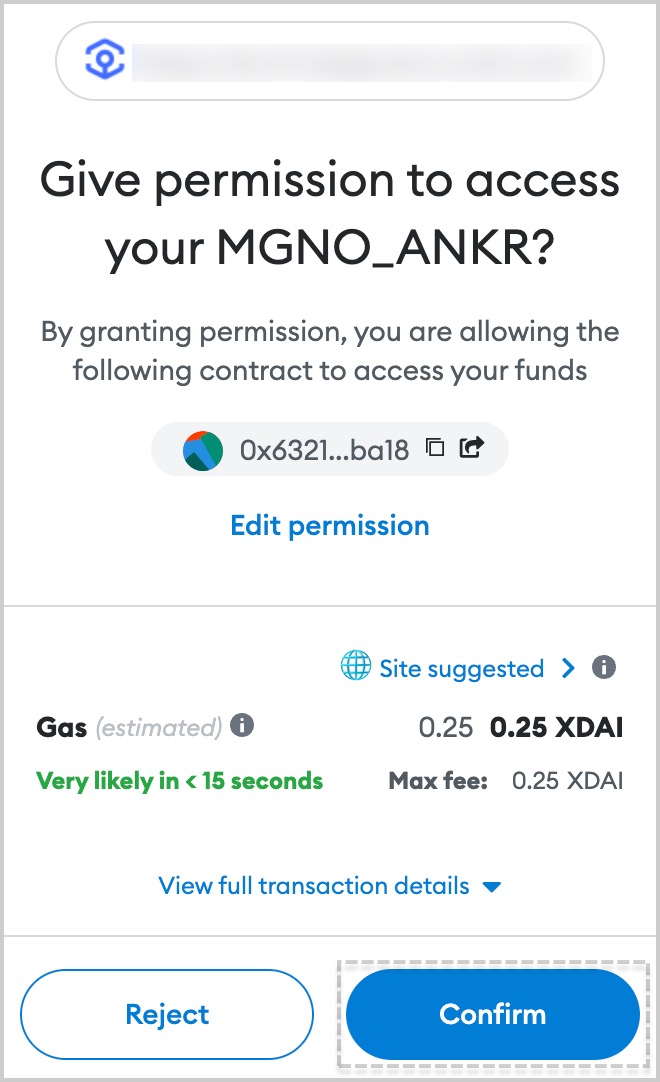 Give permission to access
your MGNO_ANKR?
By granting permission, you are allowing the
following contract to access your funds
0x6321...ba18
Edit permission
Site suggested
Gas (estimated) 0.25 0.25 XDAI
Very likely in < 15 seconds Max fee: 0.25 XDAI
View full transaction details
Reject Confirm